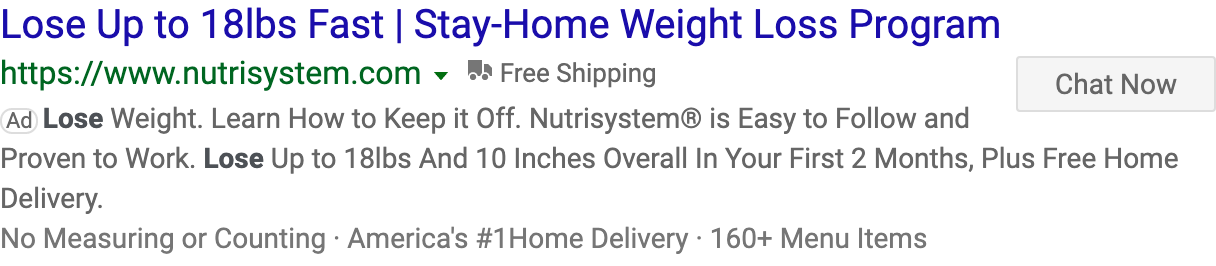 Lose Up to 18lbs Fast | Stay-Home Weight Loss Program
https://www.nutrisystem.com Free Shipping
Chat Now
Ad Lose Weight. Learn How to Keep it Off. Nutrisystem® is Easy to Follow and
Proven to Work. Lose Up to 18lbs And 10 Inches Overall In Your First 2 Months, Plus Free Home
Delivery.
No Measuring or Counting · America's #1Home Delivery · 160+ Menu Items